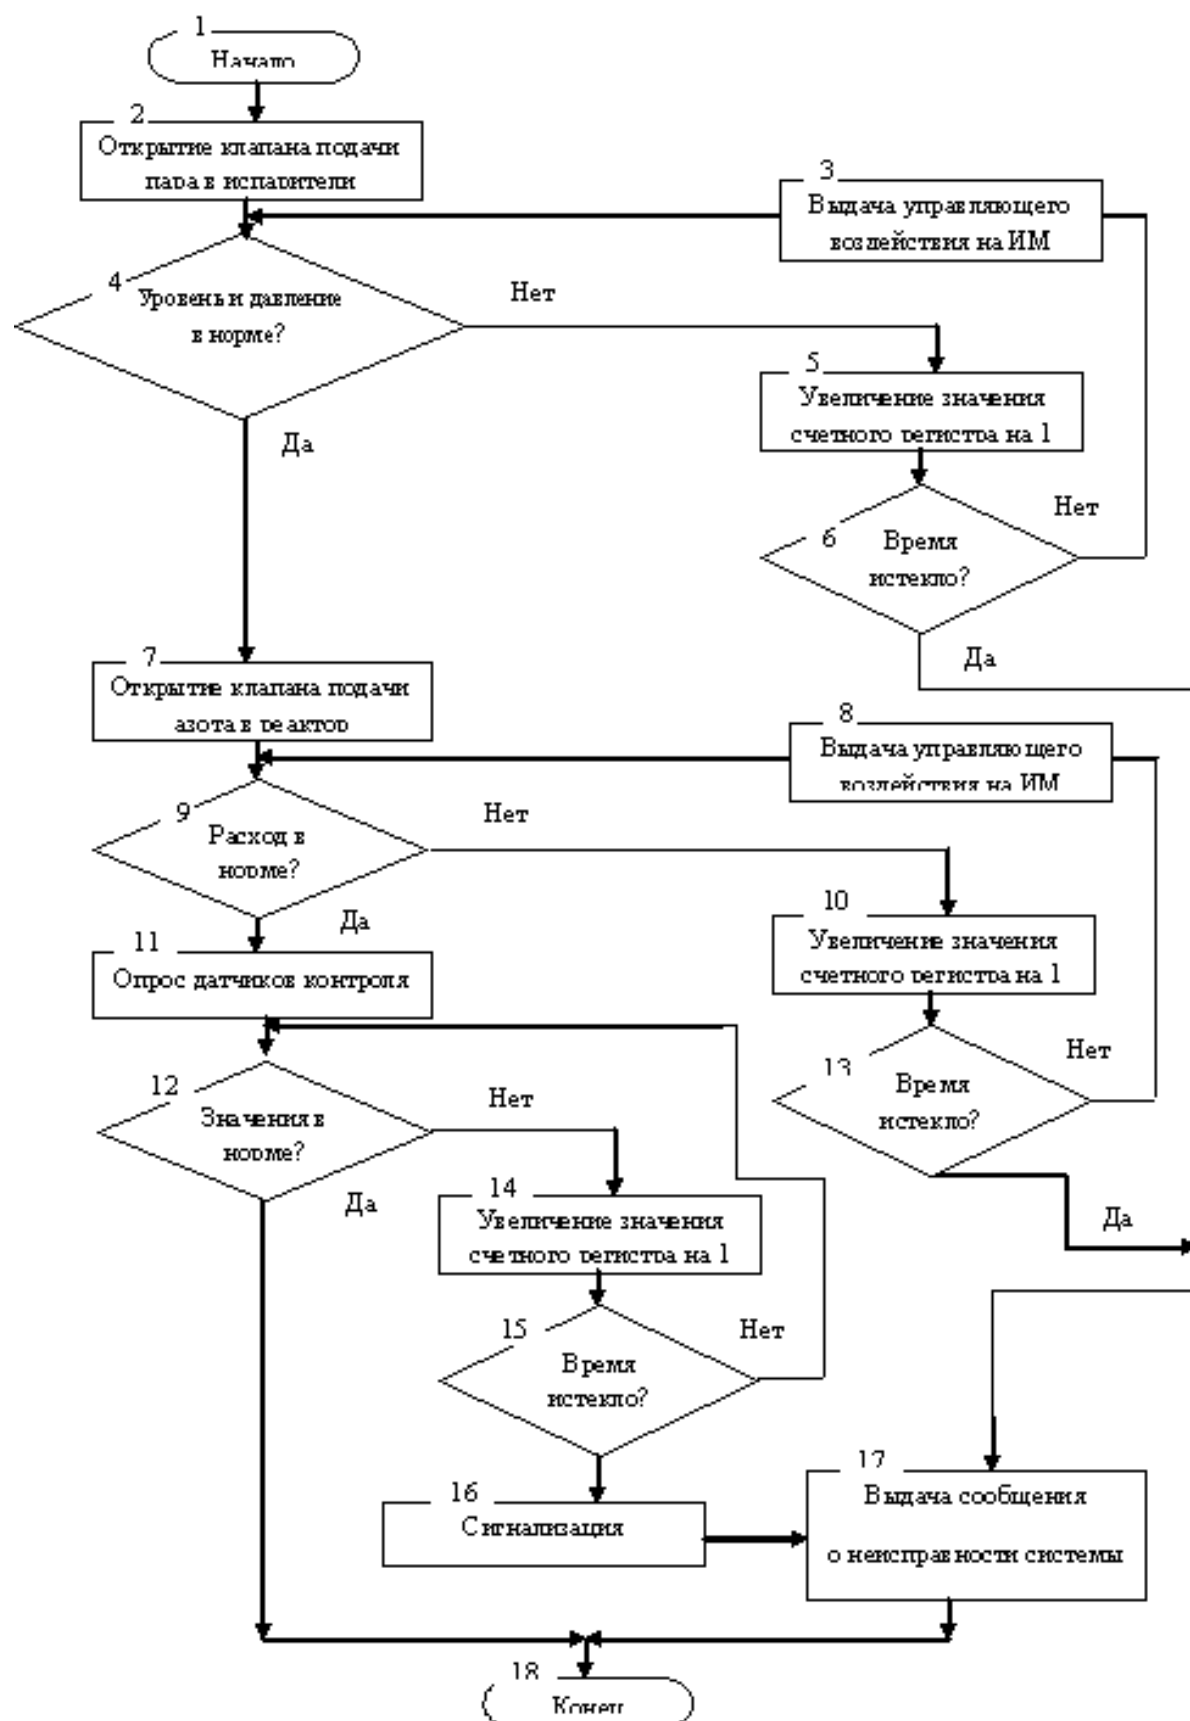 1
Начало
2
Открытие клапана подачи
пара в испарители
3
Выдача управляющего
воздействия на ИМ
4
Уровень и давление
в норме?
Нет
5
Увеличение значения
счетного регистра на 1
Да
6
Время
истекло?
Нет
Да
7
Открытие клапана подачи
азота в реактор
8
Выдача управляющего
воздействия на ИМ
9
Расход в
норме?
Нет
Да
10
Увеличение значения
счетного регистра на 1
11
Опрос датчиков контроля
12
Значения в
норме?
Нет
Да
13
Время
истекло?
Нет
Да
14
Увеличение значения
счетного регистра на 1
15
Время
истекло?
Нет
16
Сигнализация
17
Выдача сообщения
о неисправности системы
18
Конец